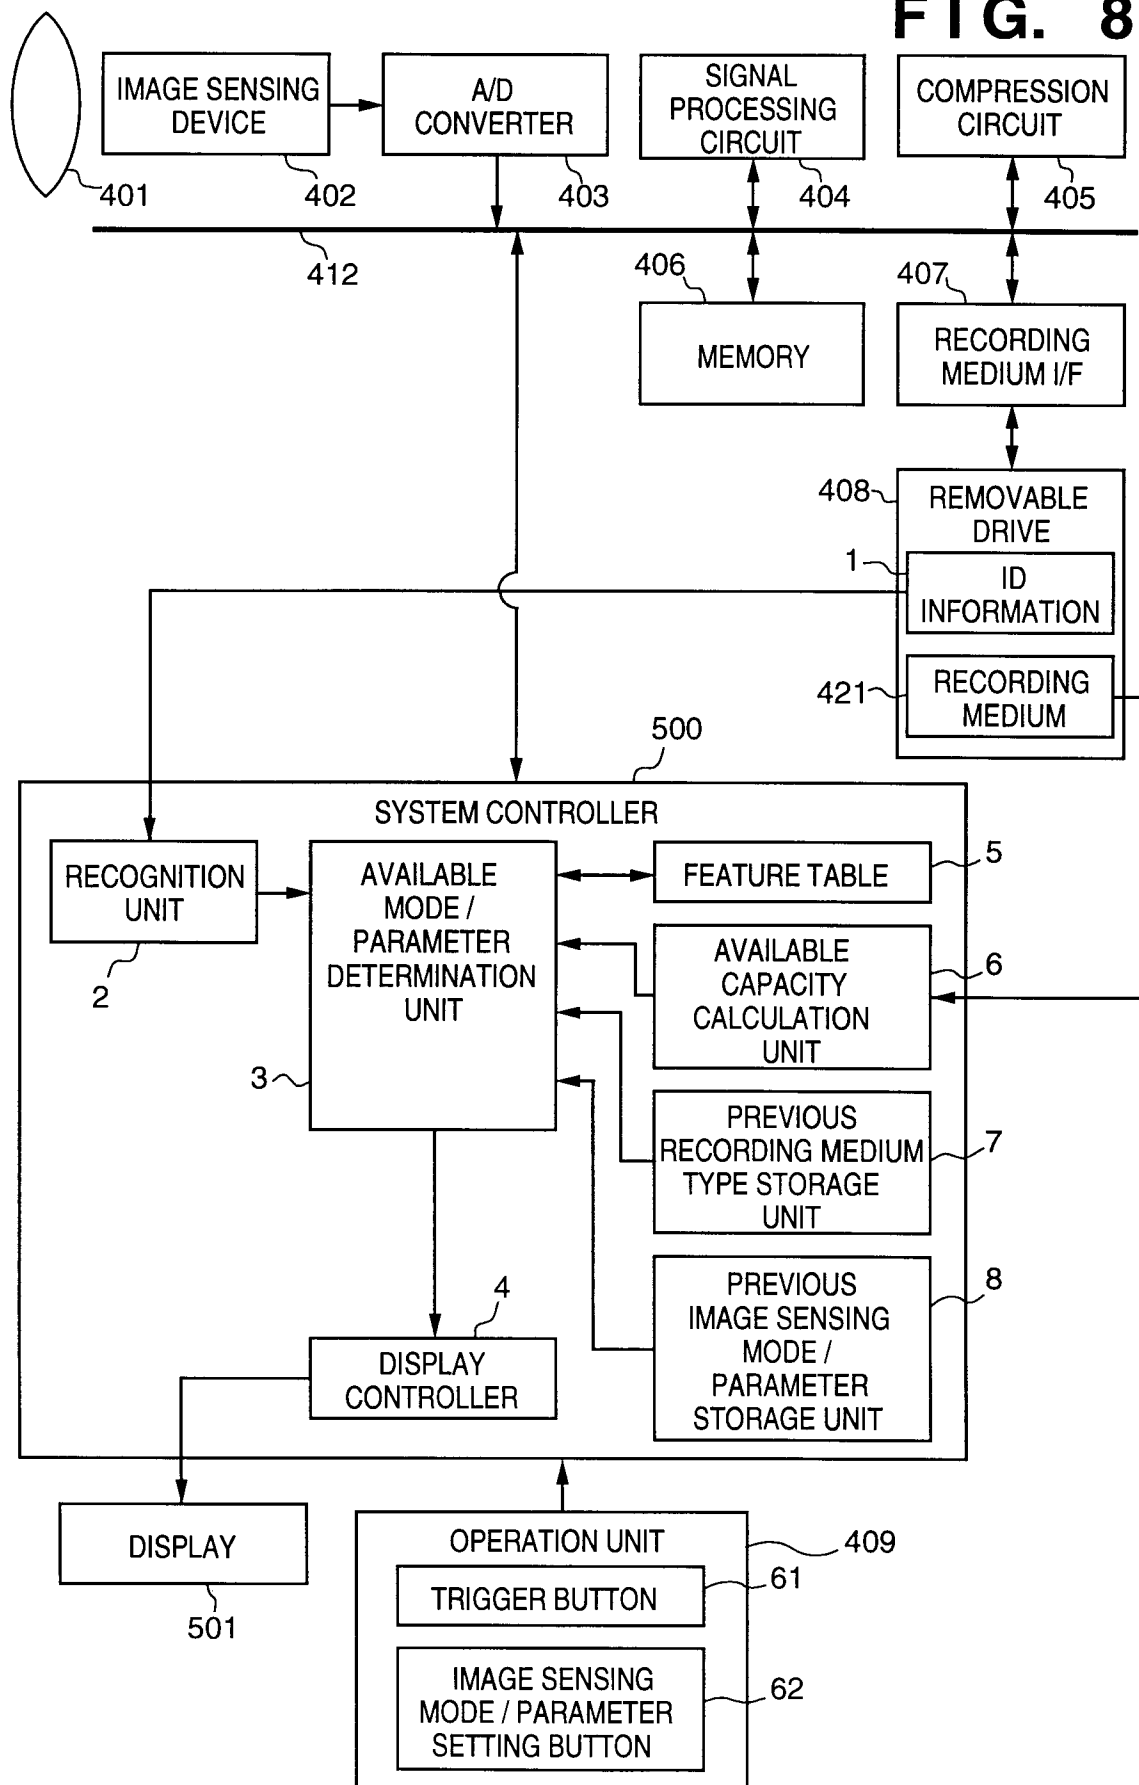 FIG. 8
IMAGE SENSING
DEVICE
A/D
CONVERTER
SIGNAL
PROCESSING
CIRCUIT
COMPRESSION
CIRCUIT
401
402
403
404
405
412
406
407
MEMORY
RECORDING
MEDIUM I/F
408
REMOVABLE
DRIVE
1
ID
INFORMATION
421
RECORDING
MEDIUM
500
SYSTEM CONTROLLER
RECOGNITION
UNIT
2
AVAILABLE
MODE /
PARAMETER
DETERMINATION
UNIT
3
FEATURE TABLE
5
AVAILABLE
CAPACITY
CALCULATION
UNIT
6
PREVIOUS
RECORDING MEDIUM
TYPE STORAGE
UNIT
7
PREVIOUS
IMAGE SENSING
MODE /
PARAMETER
STORAGE UNIT
8
4
DISPLAY
CONTROLLER
DISPLAY
501
OPERATION UNIT
409
TRIGGER BUTTON
61
IMAGE SENSING
MODE / PARAMETER
SETTING BUTTON
62